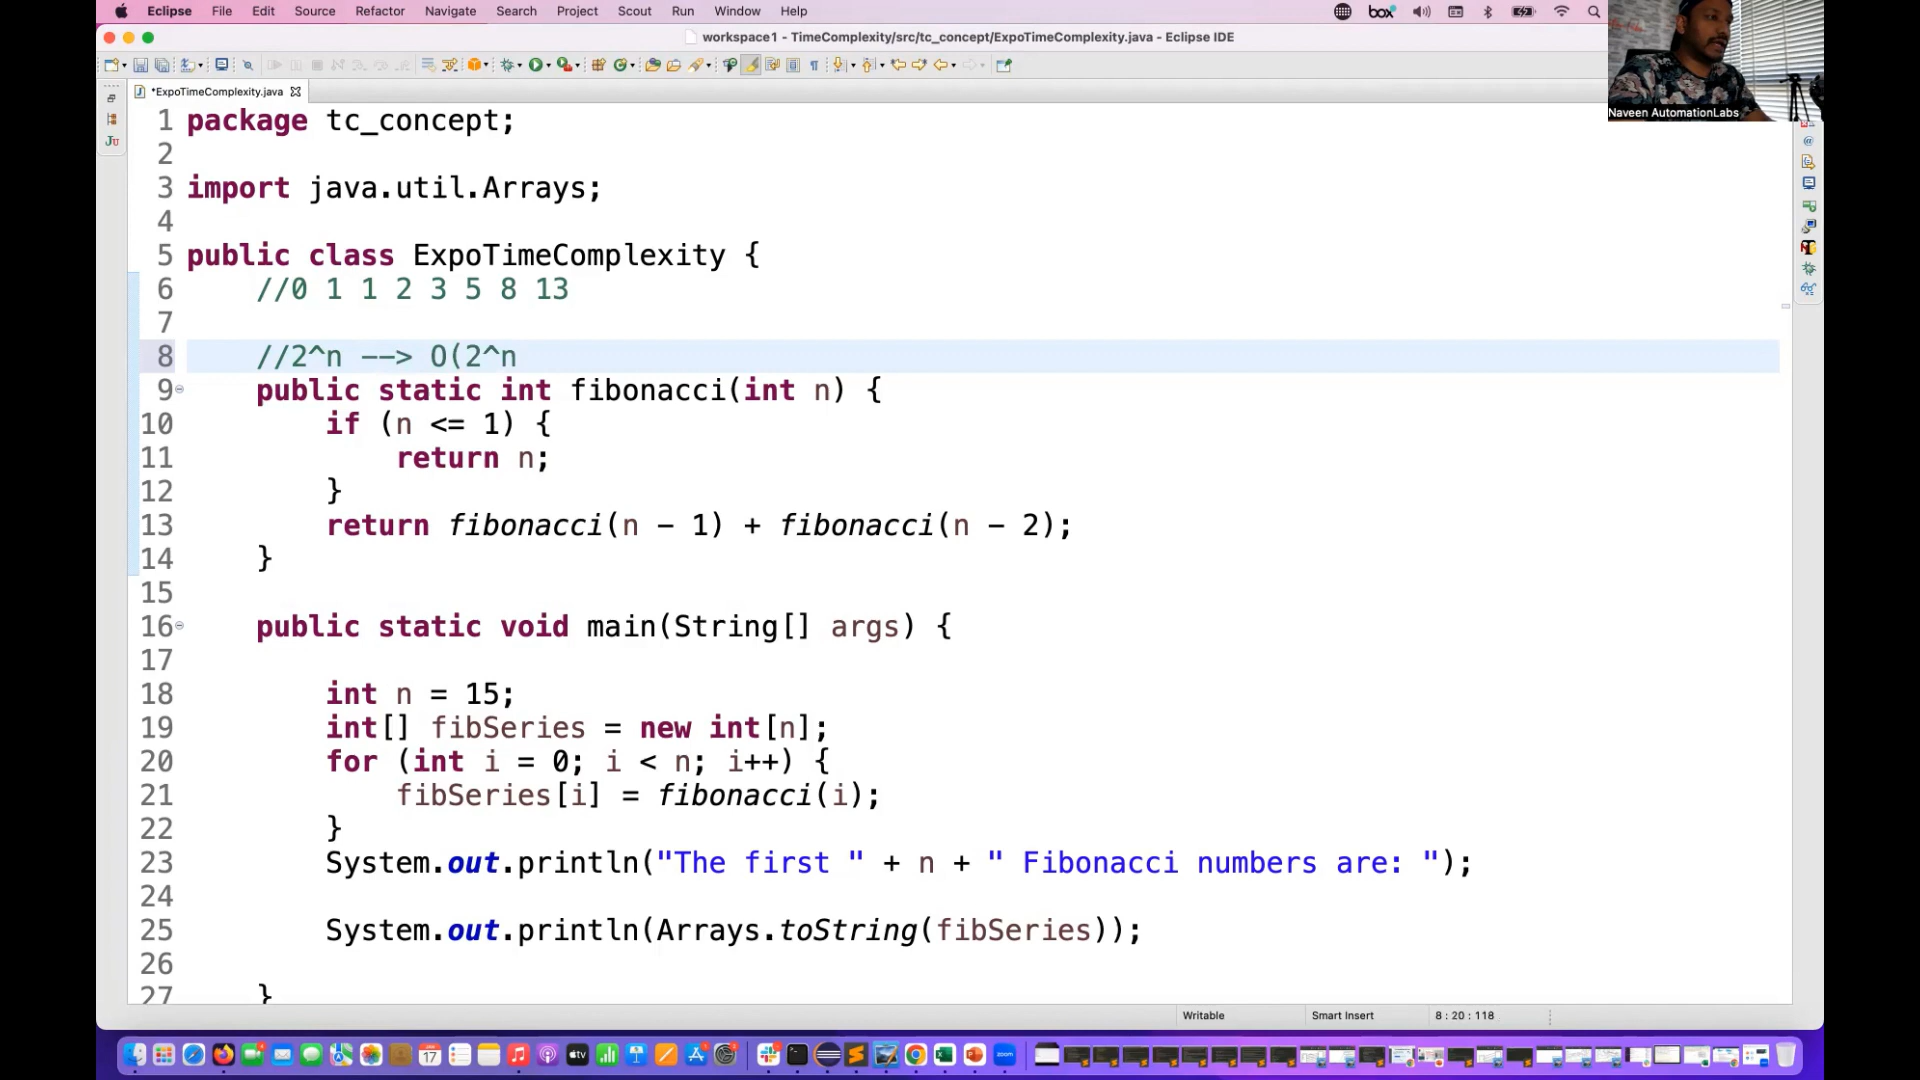 Eclipse File Edit Source Refactor Navigate Search Project Scout Run Window Help
box
workspace1 - TimeComplexity/src/tc_concept/ExpoTimeComplexity.java - Eclipse IDE
*ExpoTimeComplexity.java
Naveen AutomationLabs
1 package tc_concept;
2
3 import java.util.Arrays;
4
5 public class ExpoTimeComplexity {
6 //0 1 1 2 3 5 8 13
7
8 //2^n --> O(2^n
9 public static int fibonacci(int n) {
10 if (n <= 1) {
11 return n;
12 }
13 return fibonacci(n - 1) + fibonacci(n - 2);
14 }
15
16 public static void main(String[] args) {
17
18 int n = 15;
19 int[] fibSeries = new int[n];
20 for (int i = 0; i < n; i++) {
21 fibSeries[i] = fibonacci(i);
22 }
23 System.out.println("The first " + n + " Fibonacci numbers are: ");
24
25 System.out.println(Arrays.toString(fibSeries));
26
27 }
Writable Smart Insert 8 : 20 : 118
tv 17 zoom